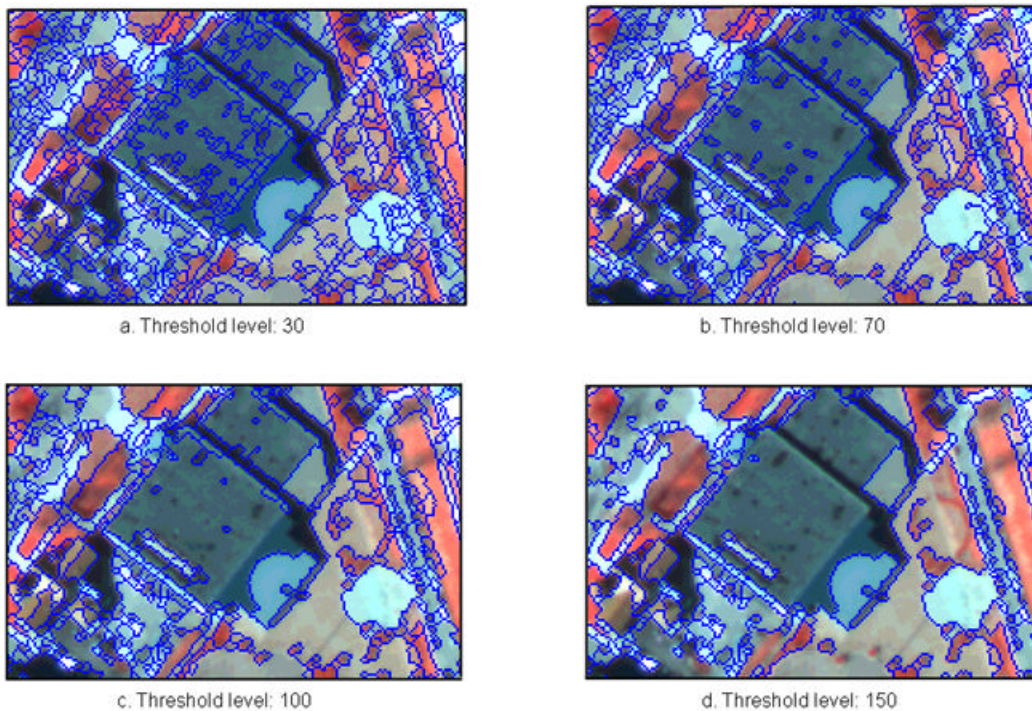 a. Threshold level: 30
b. Threshold level: 70
c. Threshold level: 100
d. Threshold level: 150